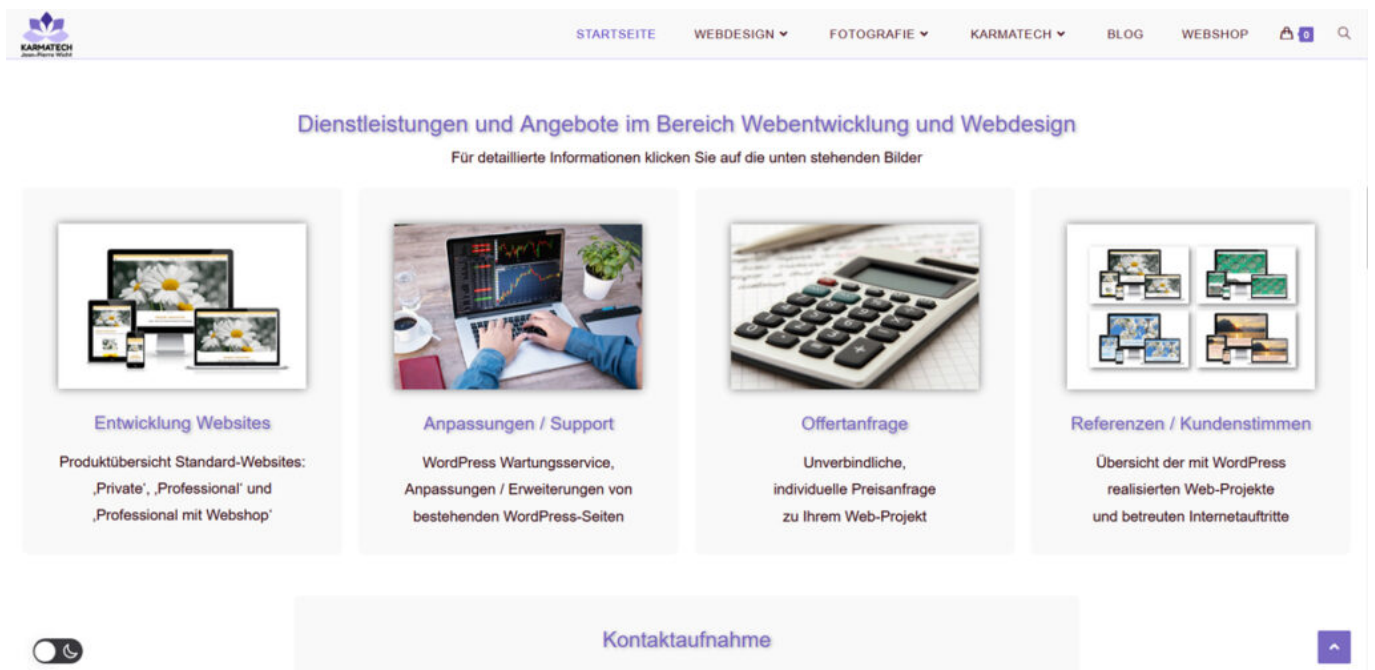 KARMATECH
Jean-Pierre Wicht
STARTSEITE
WEBDESIGN
FOTOGRAFIE
KARMATECH
BLOG
WEBSHOP
0
Dienstleistungen und Angebote im Bereich Webentwicklung und Webdesign
Für detaillierte Informationen klicken Sie auf die unten stehenden Bilder
Entwicklung Websites
Produktübersicht Standard-Websites:
‚Private‘, ‚Professional‘ und
‚Professional mit Webshop‘
Anpassungen / Support
WordPress Wartungsservice,
Anpassungen / Erweiterungen von
bestehenden WordPress-Seiten
Offertanfrage
Unverbindliche,
individuelle Preisanfrage
zu Ihrem Web-Projekt
Referenzen / Kundenstimmen
Übersicht der mit WordPress
realisierten Web-Projekte
und betreuten Internetauftritte
Kontaktaufnahme